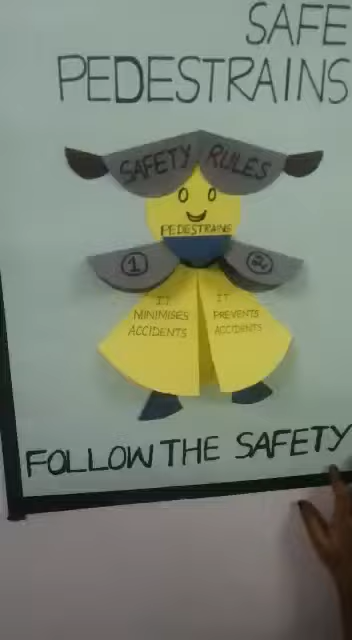 SAFE
PEDESTRAINS
SAFETY RULES
PEDESTRAINS
1 2
IT MINIMISES ACCIDENTS
IT PREVENTS ACCIDENTS
FOLLOW THE SAFETY